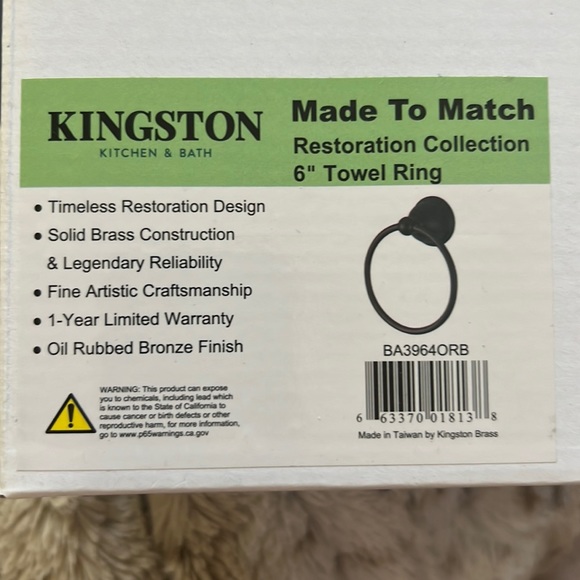 KINGSTON
KITCHEN & BATH
Made To Match
Restoration Collection
6" Towel Ring
• Timeless Restoration Design
• Solid Brass Construction
& Legendary Reliability
• Fine Artistic Craftsmanship
• 1-Year Limited Warranty
• Oil Rubbed Bronze Finish
WARNING: This product can expose
you to chemicals, including lead which
is known to the State of California to
cause cancer or birth defects or other
reproductive harm, for more information,
go to www.p65warnings.ca.gov
BA3964ORB
6 63370 01813 8
Made in Taiwan by Kingston Brass